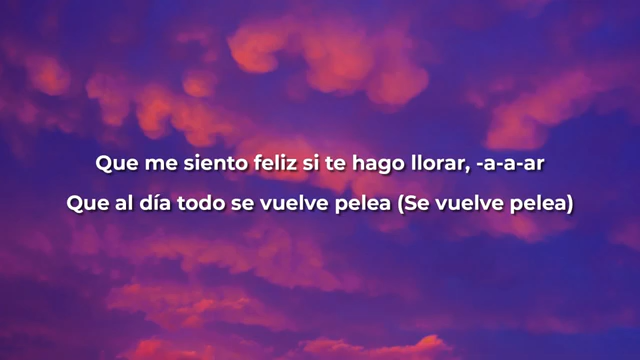 Que me siento feliz si te hago llorar, -a-a-ar
Que al día todo se vuelve pelea (Se vuelve pelea)